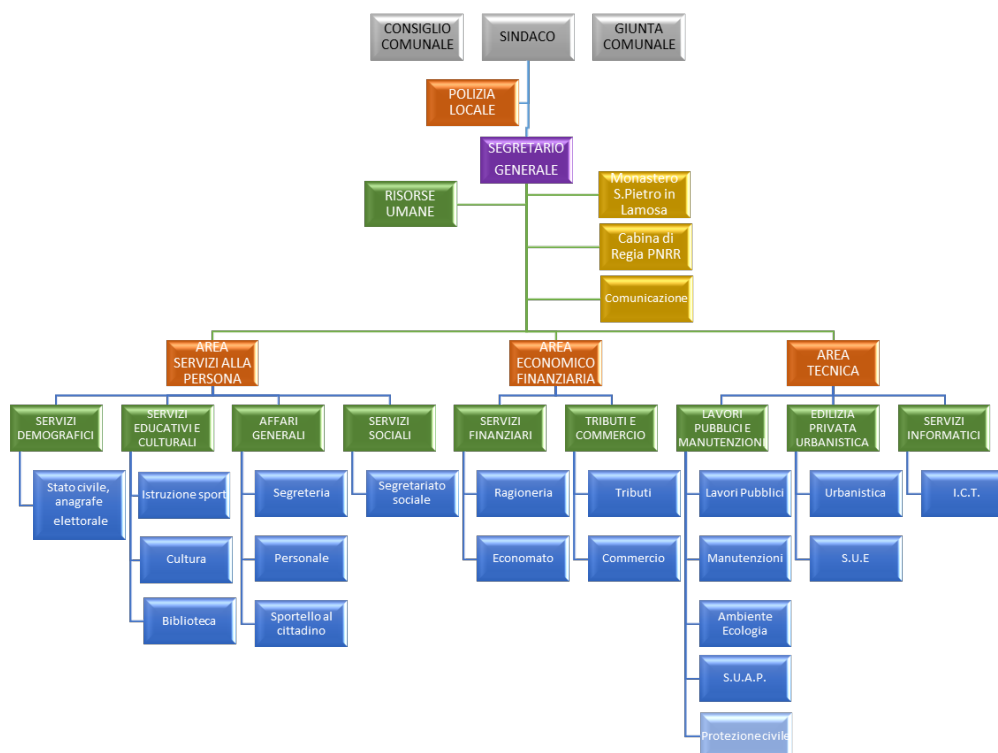 CONSIGLIO
COMUNALE
SINDACO
GIUNTA
COMUNALE
POLIZIA
LOCALE
SEGRETARIO
GENERALE
RISORSE
UMANE
Monastero
S.Pietro in
Lamosa
Cabina di
Regia PNRR
Comunicazione
AREA
SERVIZI ALLA
PERSONA
AREA
ECONOMICO
FINANZIARIA
AREA
TECNICA
SERVIZI
DEMOGRAFICI
SERVIZI
EDUCATIVI E
CULTURALI
AFFARI
GENERALI
SERVIZI
SOCIALI
SERVIZI
FINANZIARI
TRIBUTI E
COMMERCIO
LAVORI
PUBBLICI E
MANUTENZIONI
EDILIZIA
PRIVATA
URBANISTICA
SERVIZI
INFORMATICI
Stato civile,
anagrafe
elettorale
Istruzione sport
Segreteria
Segretariato
sociale
Ragioneria
Tributi
Lavori Pubblici
Urbanistica
I.C.T.
Cultura
Personale
Economato
Commercio
Manutenzioni
S.U.E
Biblioteca
Sportello al
cittadino
Ambiente
Ecologia
S.U.A.P.
Protezione civile